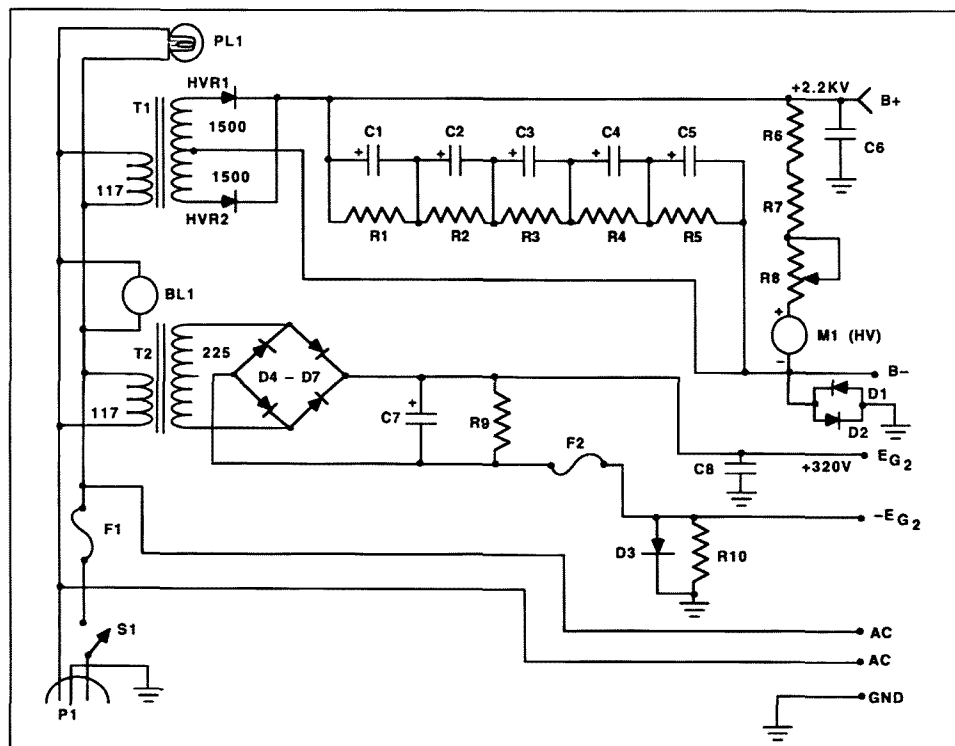 PL1
HVR1
T1
1500
117
1500
HVR2
+2.2KV
B+
C1
C2
C3
C4
C5
R6
C6
R1
R2
R3
R4
R5
R7
R8
BL1
M1 (HV)
T2
225
117
D4 – D7
C7
R9
B-
D1
D2
F2
C8
+320V
EG2
-EG2
F1
D3
R10
S1
AC
AC
P1
GND
+
+
+
+
+
+
-
+